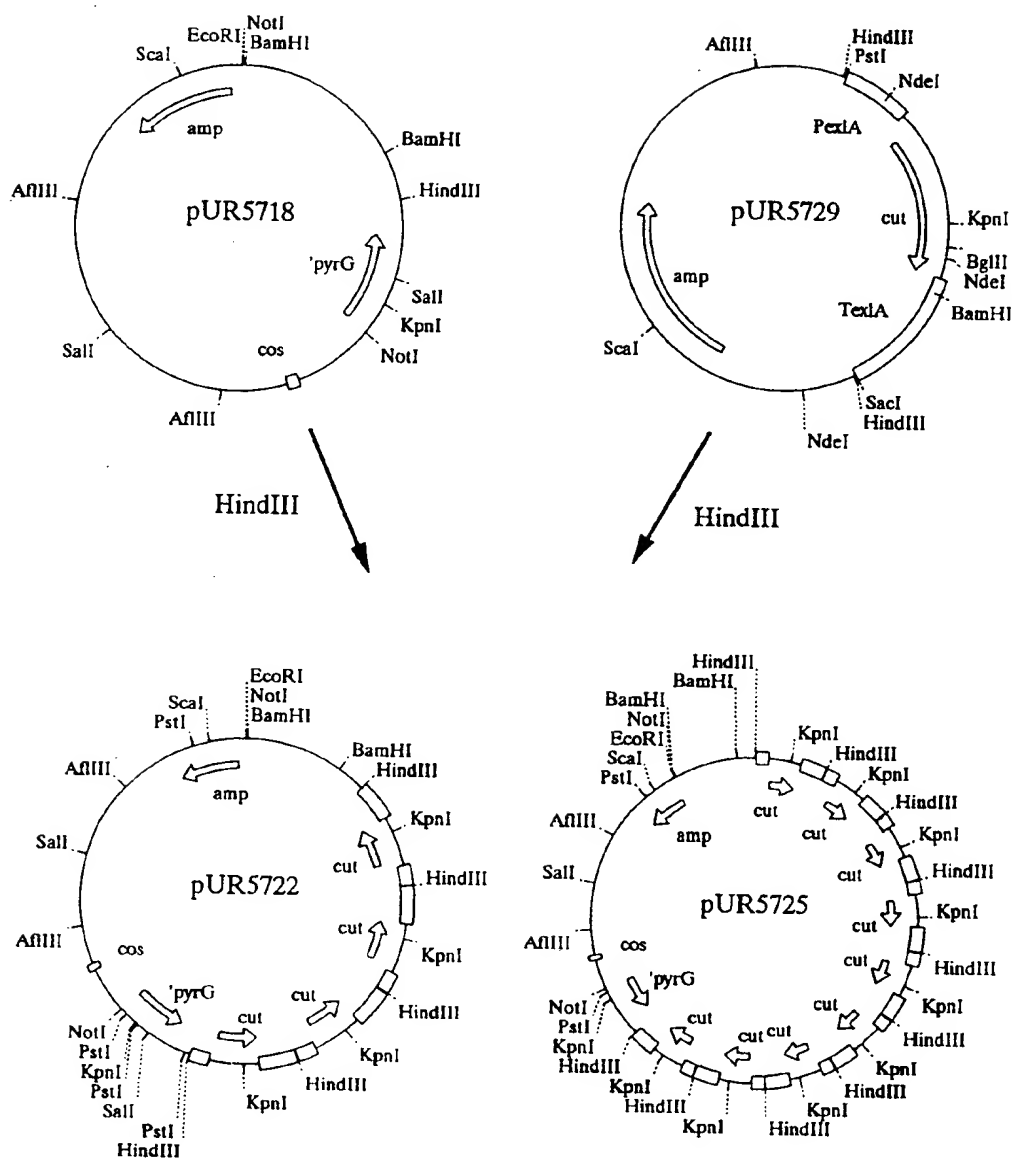 EcoRI
NotI
BamHI
ScaI
amp
BamHI
AflIII
HindIII
pUR5718
'pyrG
SalI
KpnI
NotI
SalI
cos
AflIII
AflIII
HindIII
PstI
NdeI
PexlA
pUR5729
cut
KpnI
BglII
NdeI
BamHI
amp
TexlA
ScaI
SacI
HindIII
NdeI
HindIII
HindIII
EcoRI
NotI
BamHI
ScaI
PstI
BamHI
HindIII
AflIII
amp
KpnI
SalI
cut
pUR5722
HindIII
AflIII
cos
cut
KpnI
'pyrG
cut
cut
HindIII
NotI
PstI
KpnI
PstI
SalI
KpnI
HindIII
KpnI
PstI
HindIII
HindIII
BamHI
BamHI
NotI
EcoRI
ScaI
PstI
KpnI
HindIII
KpnI
cut
HindIII
AflIII
amp
cut
KpnI
SalI
cut
HindIII
pUR5725
cut
KpnI
AflIII
cos
cut
HindIII
'pyrG
cut
cut
cut
cut
KpnI
NotI
PstI
KpnI
HindIII
HindIII
KpnI
KpnI
HindIII
HindIII
KpnI
KpnI
HindIII